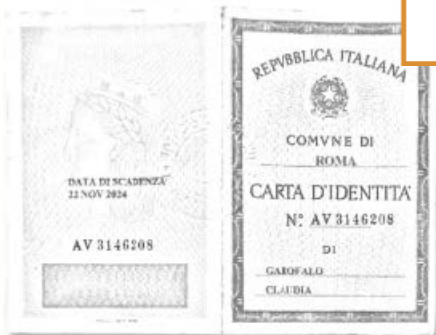 DATA DI SCADENZA
22 NOV 2024
AV 3146208
REPVBBLICA ITALIANA
COMVNE DI
ROMA
CARTA D'IDENTITA'
N° AV 3146208
DI
GAROFALO
CLAUDIA